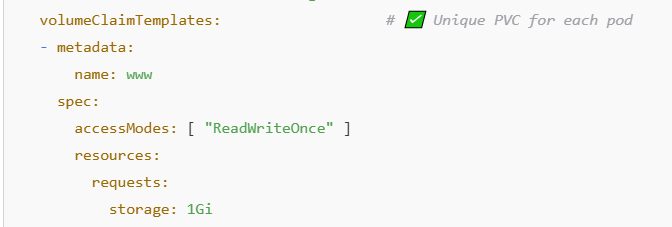 volumeClaimTemplates: # ✅ Unique PVC for each pod
- metadata:
    name: www
  spec:
    accessModes: [ "ReadWriteOnce" ]
    resources:
      requests:
        storage: 1Gi